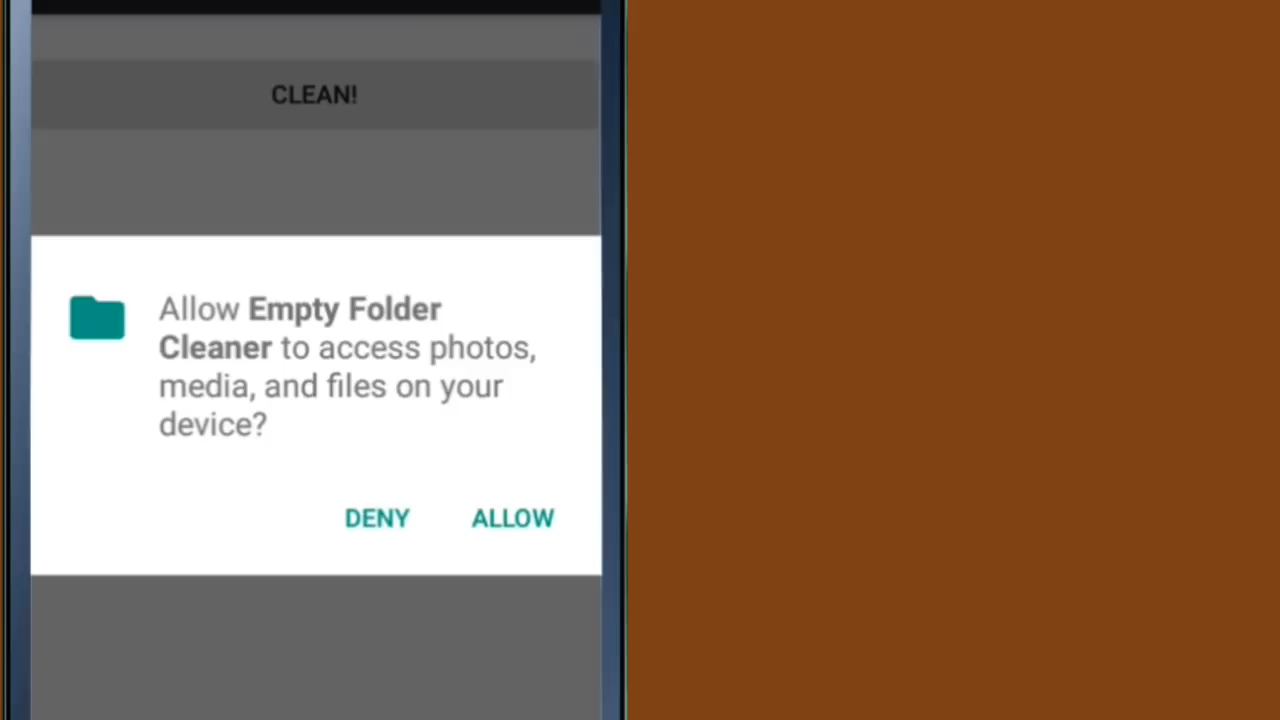 CLEAN!
Allow Empty Folder
Cleaner to access photos,
media, and files on your
device?
DENY ALLOW